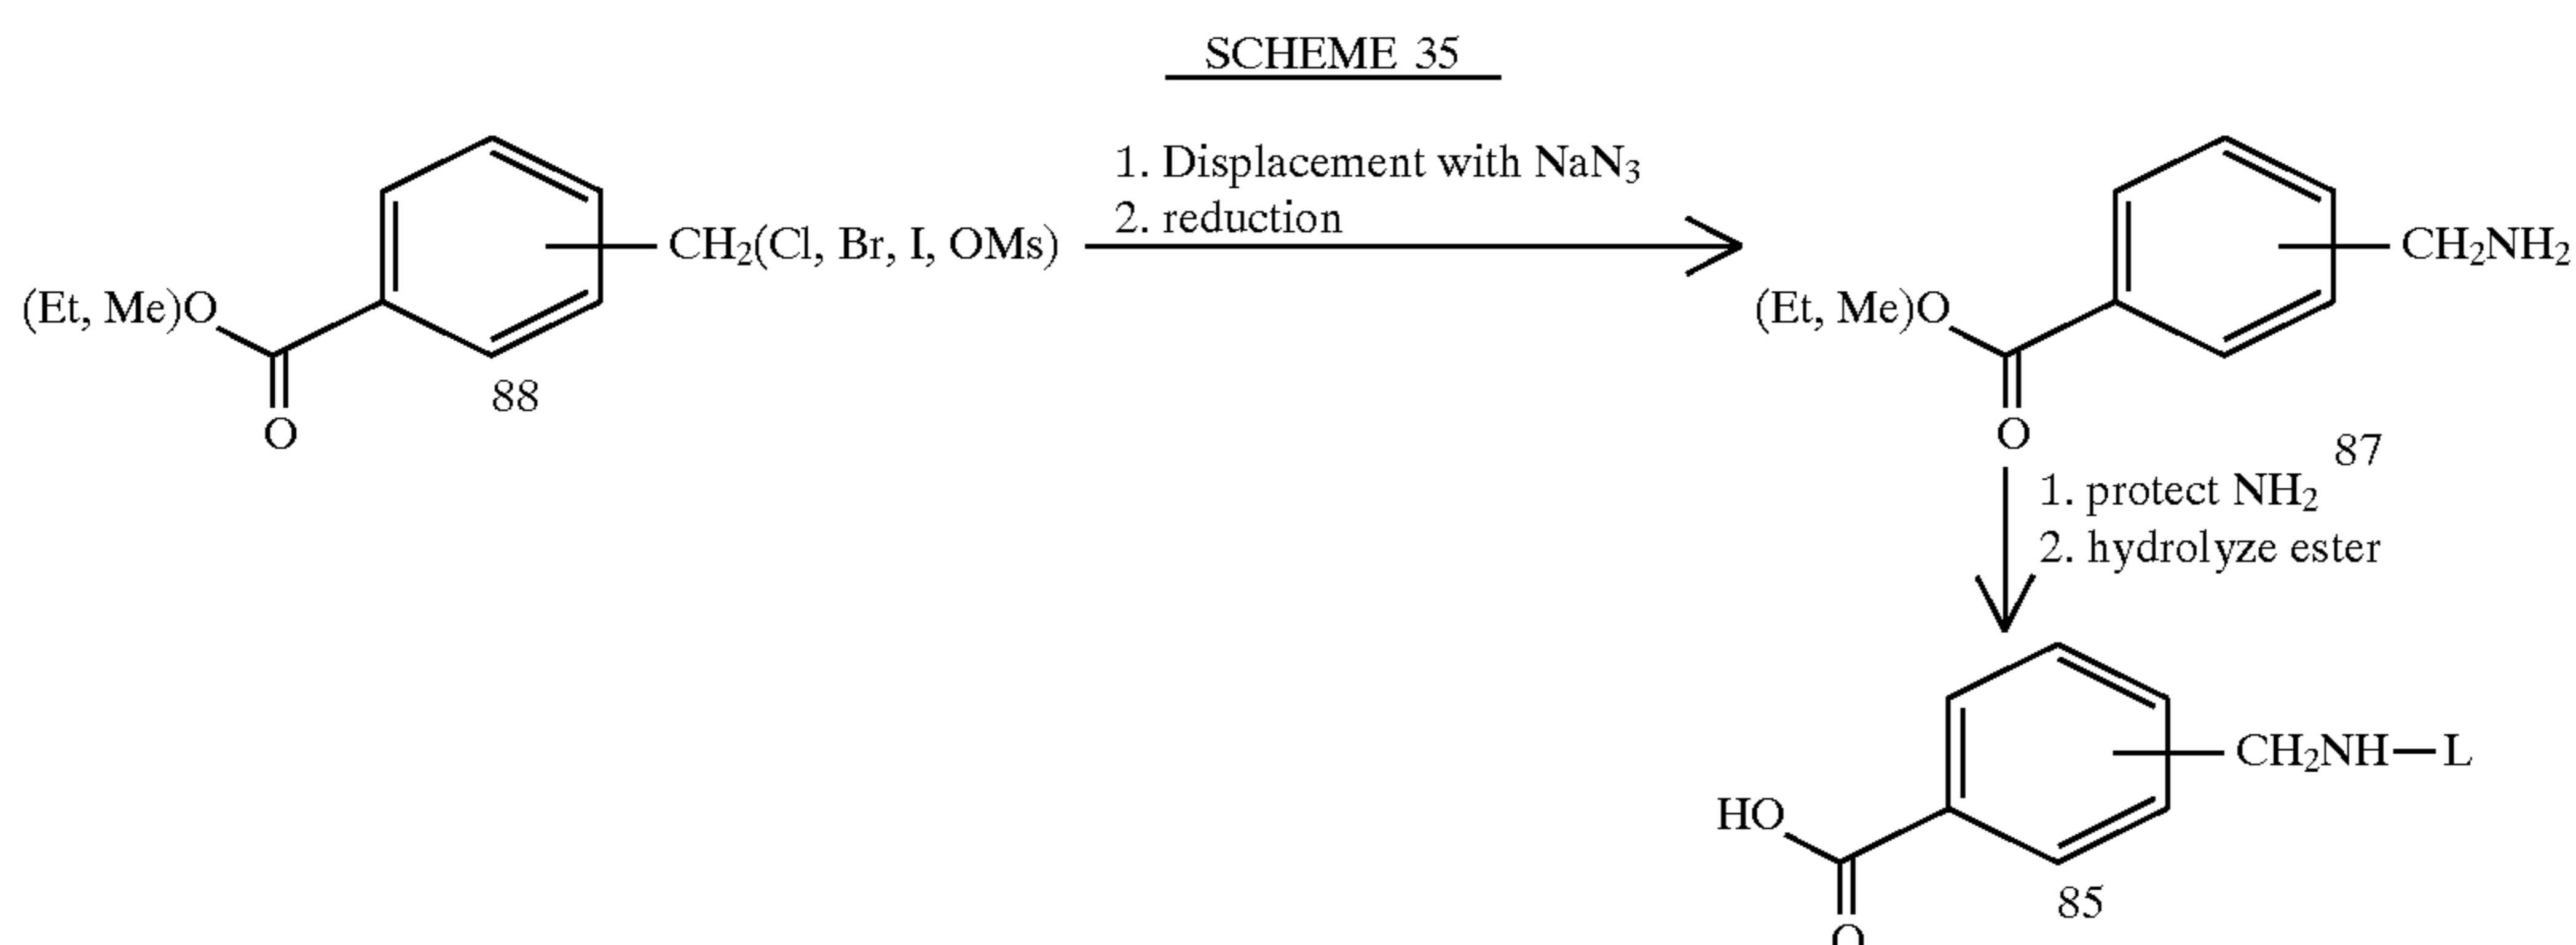 SCHEME 35
1. Displacement with NaN₃
2. reduction
CH₂(Cl, Br, I, OMs)
(Et, Me)O
O
88
CH₂NH₂
(Et, Me)O
O
87
1. protect NH₂
2. hydrolyze ester
CH₂NH—L
HO
O
85